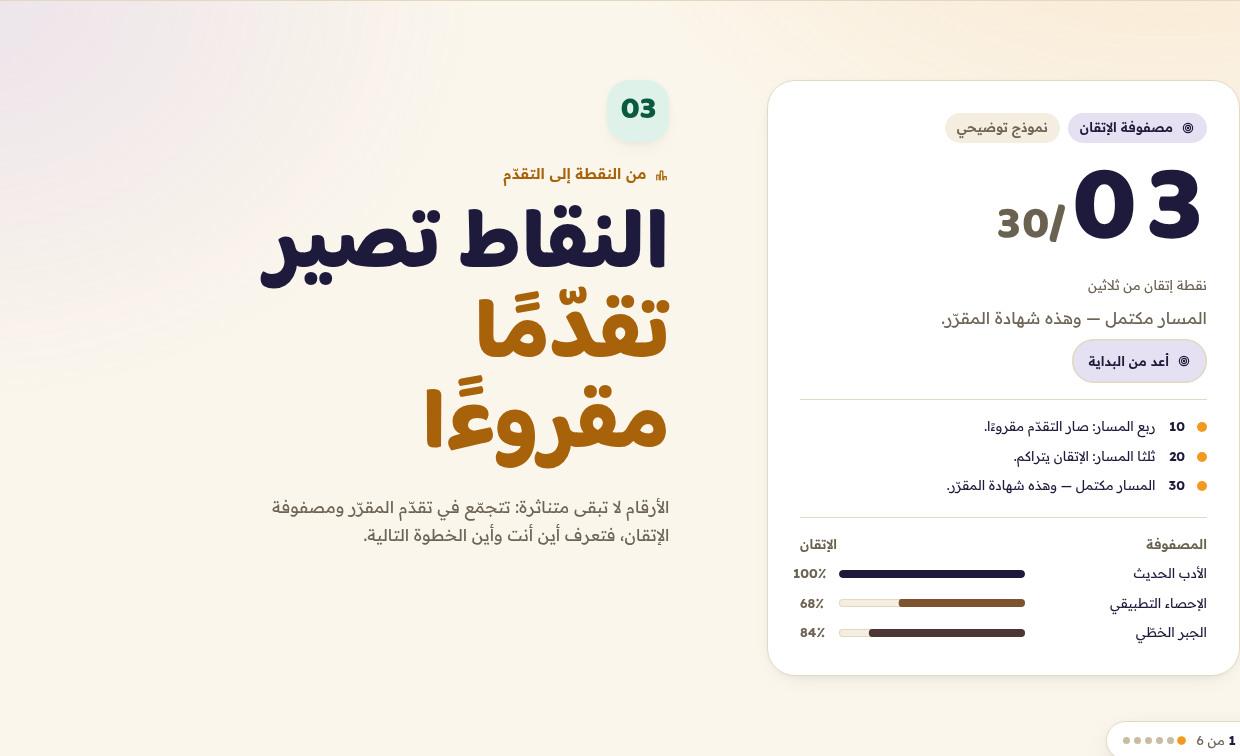 مصفوفة الإتقان
نموذج توضيحي
03/30
نقطة إتقان من ثلاثين
المسار مكتمل — وهذه شهادة المقرّر.
أعد من البداية
10 ربع المسار: صار التقدّم مقروءًا.
20 ثلثا المسار: الإتقان يتراكم.
30 المسار مكتمل — وهذه شهادة المقرّر.
المصفوفة الإتقان
الأدب الحديث 100٪
الإحصاء التطبيقي 68٪
الجبر الخطّي 84٪
03
من النقطة إلى التقدّم
النقاط تصير
تقدّمًا
مقروءًا
الأرقام لا تبقى متناثرة: تتجمّع في تقدّم المقرّر ومصفوفة
الإتقان، فتعرف أين أنت وأين الخطوة التالية.
1 من 6